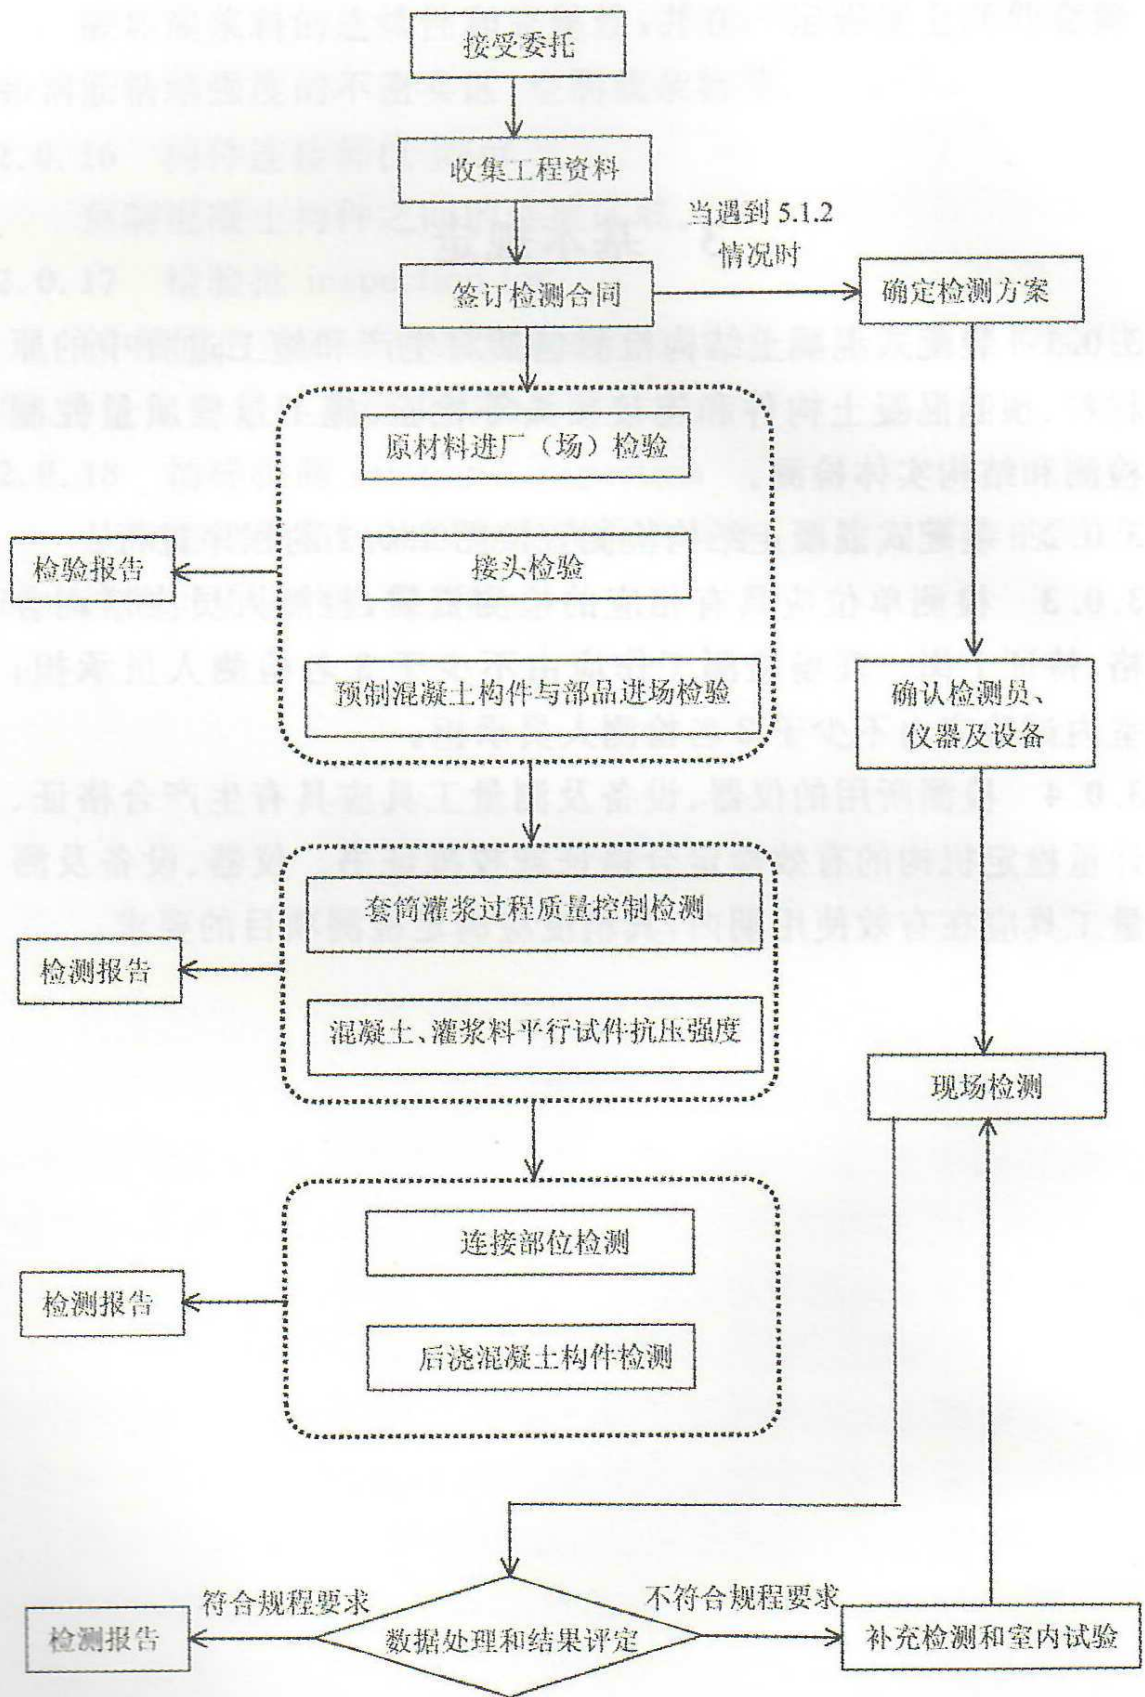 接受委托
收集工程资料
当遇到 5.1.2
情况时
签订检测合同
确定检测方案
原材料进厂（场）检验
检验报告
接头检验
预制混凝土构件与部品进场检验
确认检测员、
仪器及设备
套筒灌浆过程质量控制检测
检测报告
混凝土、灌浆料平行试件抗压强度
现场检测
连接部位检测
检测报告
后浇混凝土构件检测
符合规程要求
不符合规程要求
检测报告
数据处理和结果评定
补充检测和室内试验